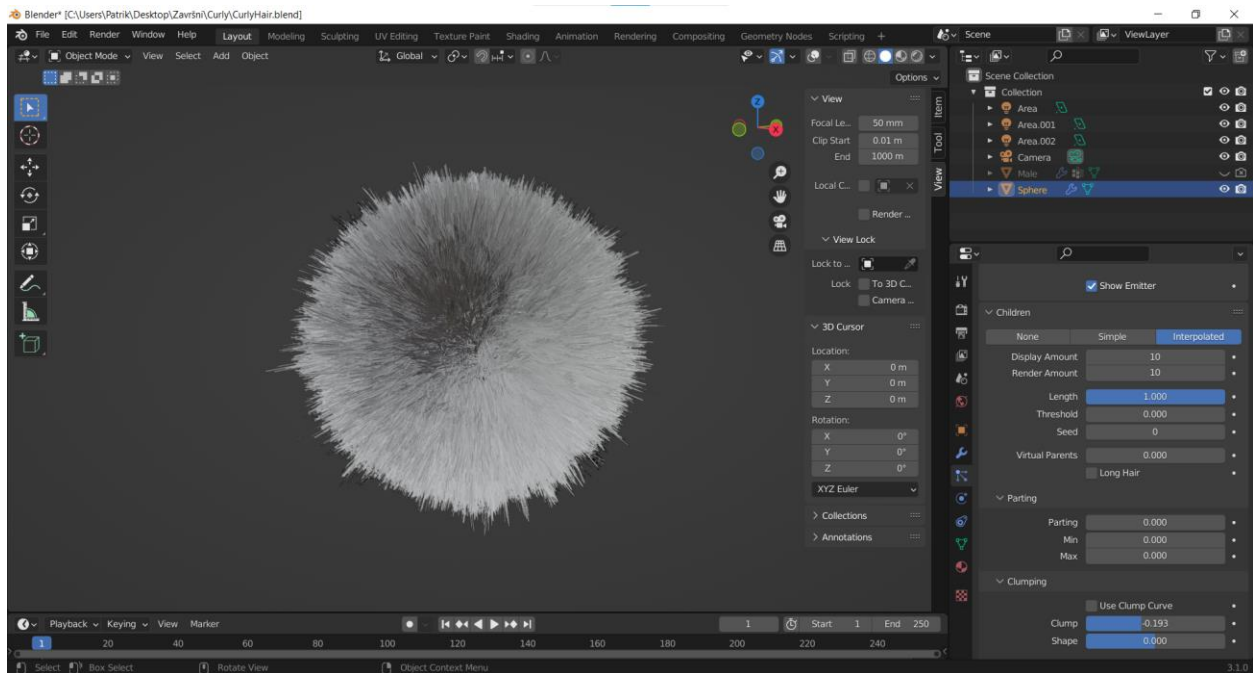 Blender* [C:\Users\Patrik\Desktop\Završni\Curly\CurlyHair.blend]
File Edit Render Window Help Layout Modeling Sculpting UV Editing Texture Paint Shading Animation Rendering Compositing Geometry Nodes Scripting + Scene ViewLayer
Object Mode View Select Add Object Global
Options
View
Focal Le... 50 mm
Clip Start 0.01 m
End 1000 m
Local C...
Render ...
View Lock
Lock to ...
Lock To 3D C...
Camera ...
3D Cursor
Location:
X 0 m
Y 0 m
Z 0 m
Rotation:
X 0°
Y 0°
Z 0°
XYZ Euler
Collections
Annotations
Item
Tool
View
Z
X
Scene Collection
Collection
Area
Area.001
Area.002
Camera
Male
Sphere
Show Emitter
Children
None Simple Interpolated
Display Amount 10
Render Amount 10
Length 1.000
Threshold 0.000
Seed 0
Virtual Parents 0.000
Long Hair
Parting
Parting 0.000
Min 0.000
Max 0.000
Clumping
Use Clump Curve
Clump -0.193
Shape 0.000
Playback Keying View Marker 1 Start 1 End 250
1 20 40 60 80 100 120 140 160 180 200 220 240
Select Box Select Rotate View Object Context Menu 3.1.0